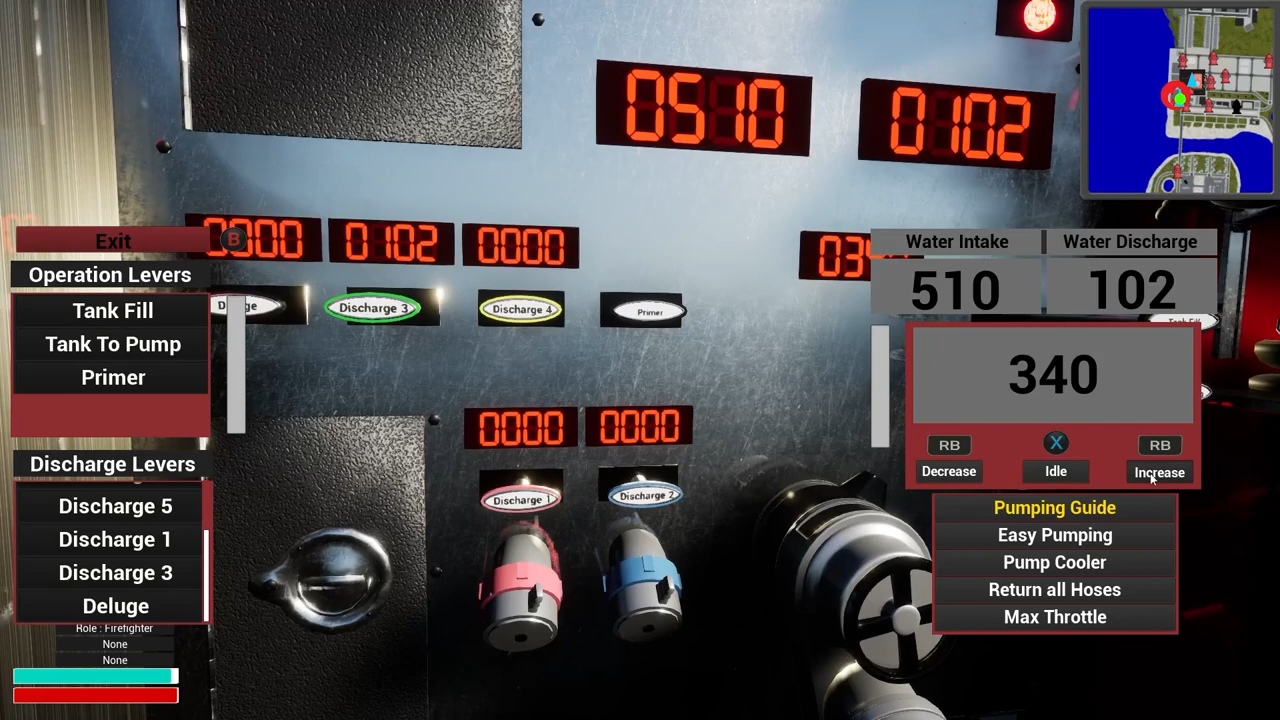 0510
0102
Exit
B
0000
0102
0000
Water Intake
Water Discharge
510
102
Operation Levers
Tank Fill
Tank To Pump
Primer
Discharge 3
Discharge 4
Primer
340
RB
X
RB
Decrease
Idle
Increase
0000
0000
Discharge Levers
Discharge 5
Discharge 1
Discharge 3
Deluge
Discharge 1
Discharge 2
Pumping Guide
Easy Pumping
Pump Cooler
Return all Hoses
Max Throttle
Role : Firefighter
None
None